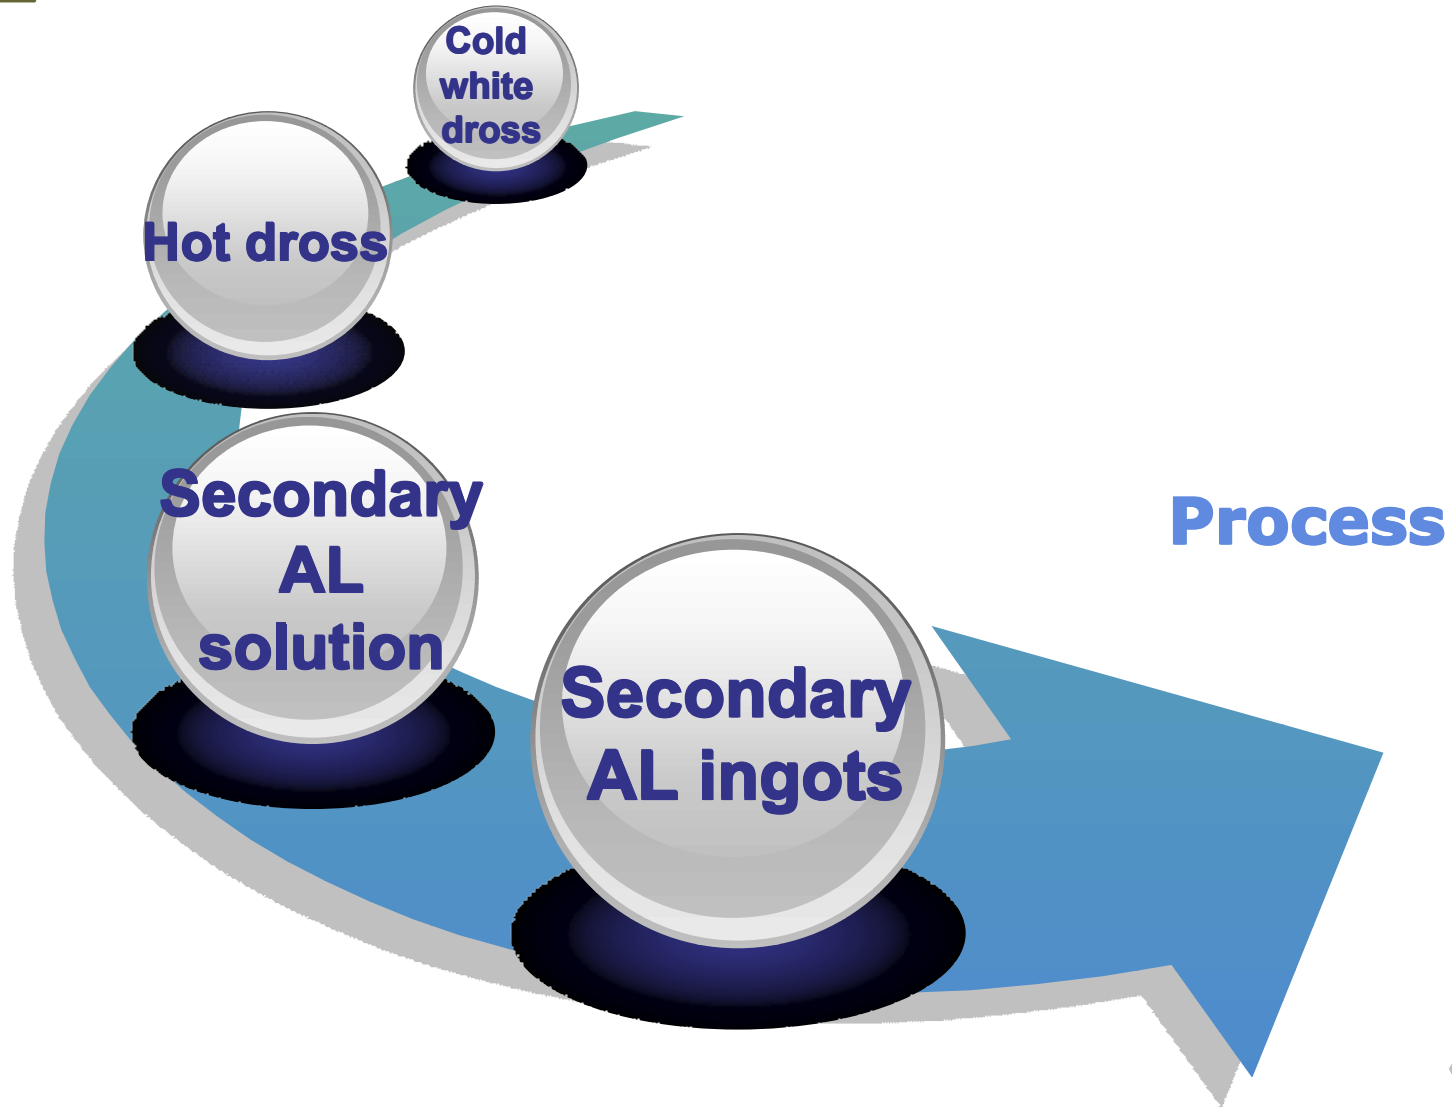 Cold
white
dross
Hot dross
Secondary
AL
solution
Process
Secondary
AL ingots